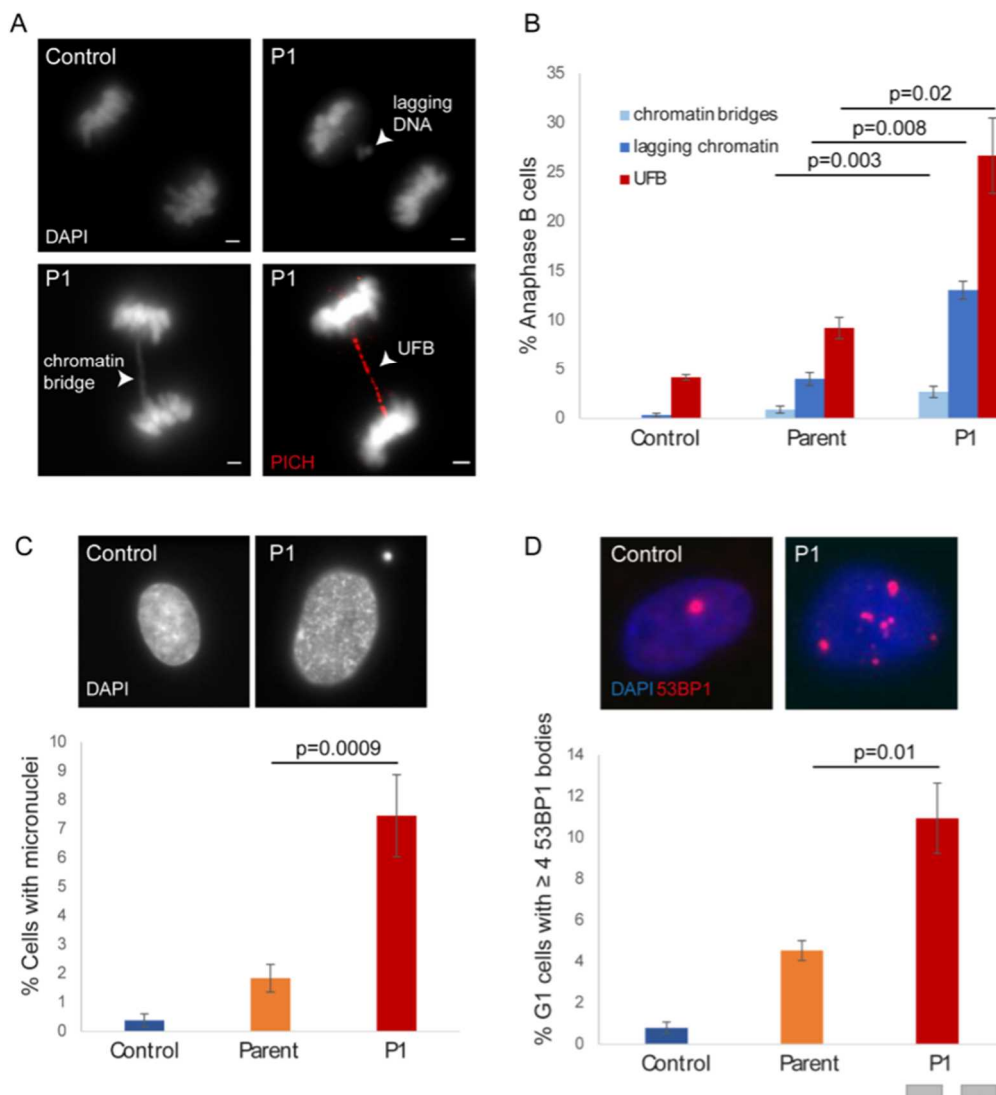 A
Control
DAPI
P1
lagging
DNA
P1
chromatin
bridge
P1
UFB
PICH
B
% Anaphase B cells
35
30
25
20
15
10
5
0
chromatin bridges
lagging chromatin
UFB
p=0.02
p=0.008
p=0.003
Control Parent P1
C
Control
DAPI
P1
% Cells with micronuclei
10
9
8
7
6
5
4
3
2
1
0
p=0.0009
Control Parent P1
D
Control
DAPI 53BP1
P1
% G1 cells with ≥ 4 53BP1 bodies
14
12
10
8
6
4
2
0
p=0.01
Control Parent P1